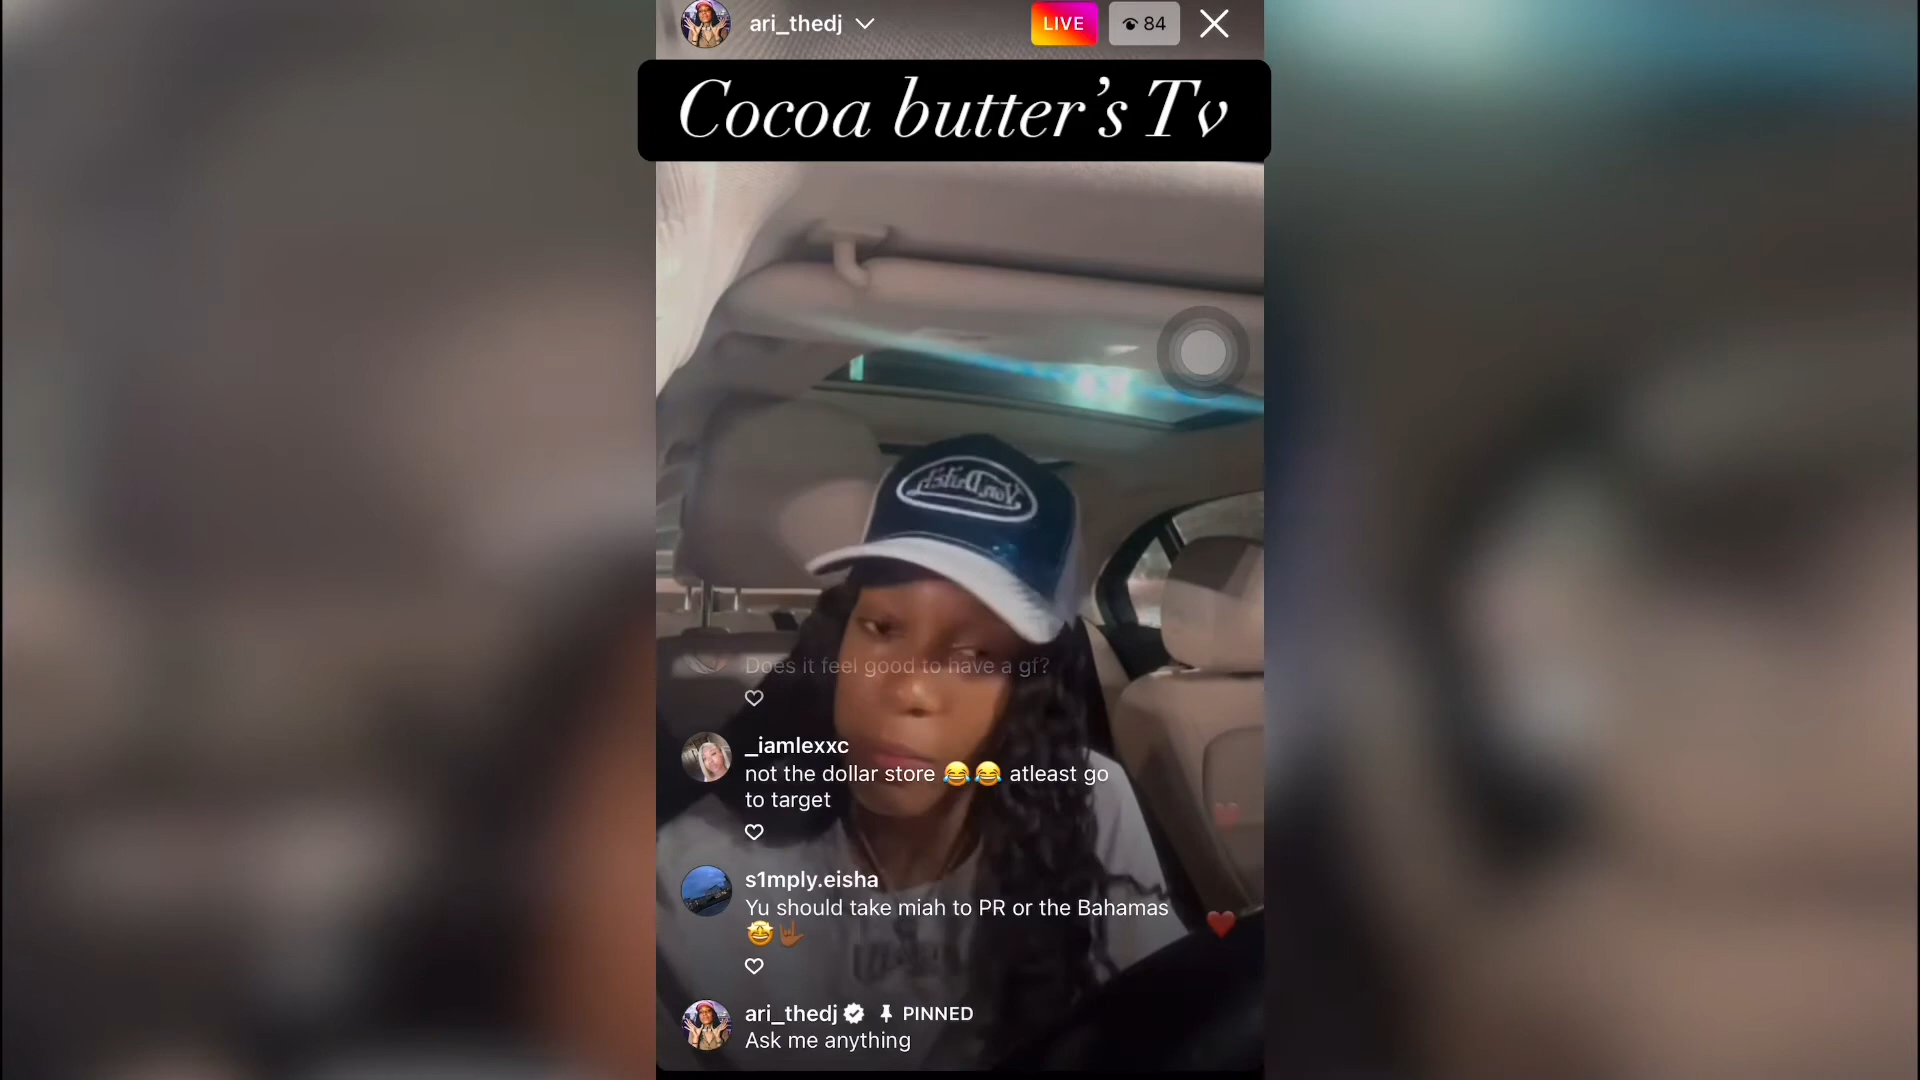 ari_thedj
LIVE
84
Cocoa butter's Tv
Von Dutch
Does it feel good to have a gf?
_iamlexxc
not the dollar store 😂😂 atleast go
to target
s1mply.eisha
Yu should take miah to PR or the Bahamas
🤩🤟🏾
ari_thedj PINNED
Ask me anything